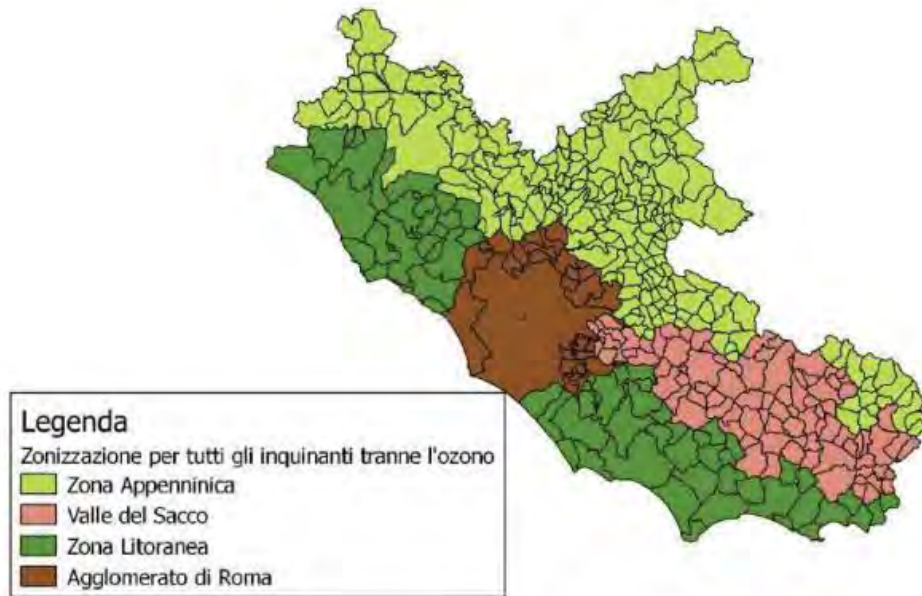 Legenda
Zonizzazione per tutti gli inquinanti tranne l'ozono
Zona Appenninica
Valle del Sacco
Zona Litoranea
Agglomerato di Roma